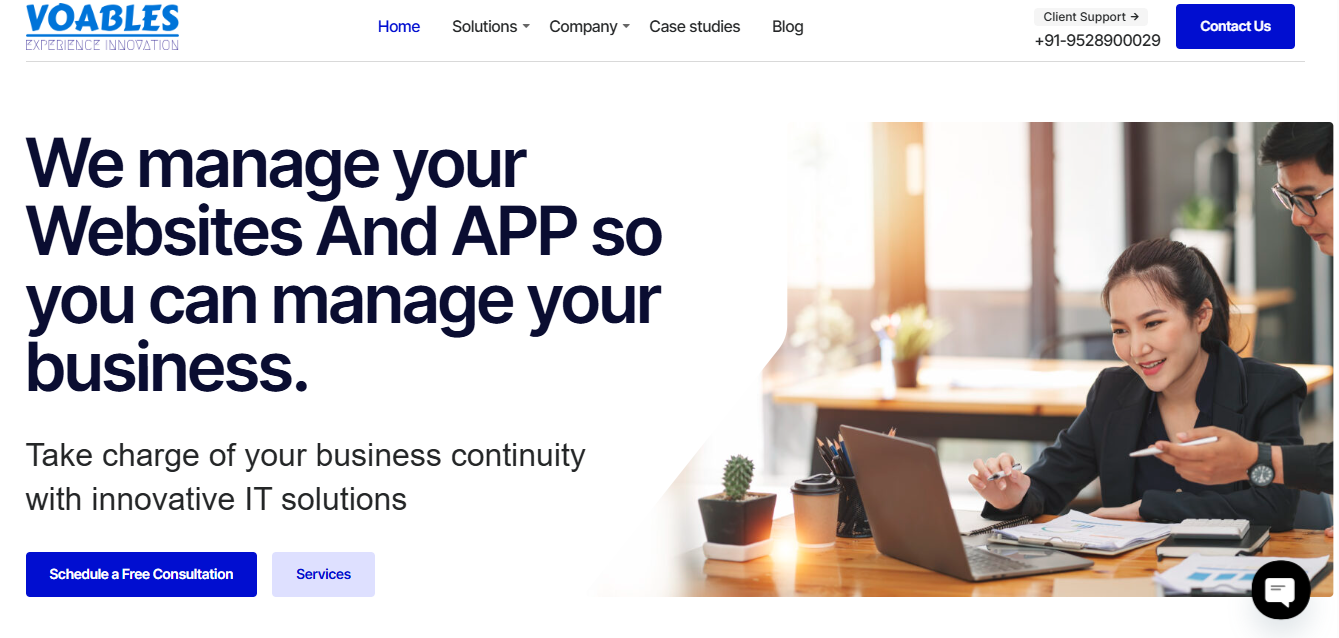 VOABLES
EXPERIENCE INNOVATION
Home
Solutions
Company
Case studies
Blog
Client Support →
+91-9528900029
Contact Us
We manage your
Websites And APP so
you can manage your
business.
Take charge of your business continuity
with innovative IT solutions
Schedule a Free Consultation
Services